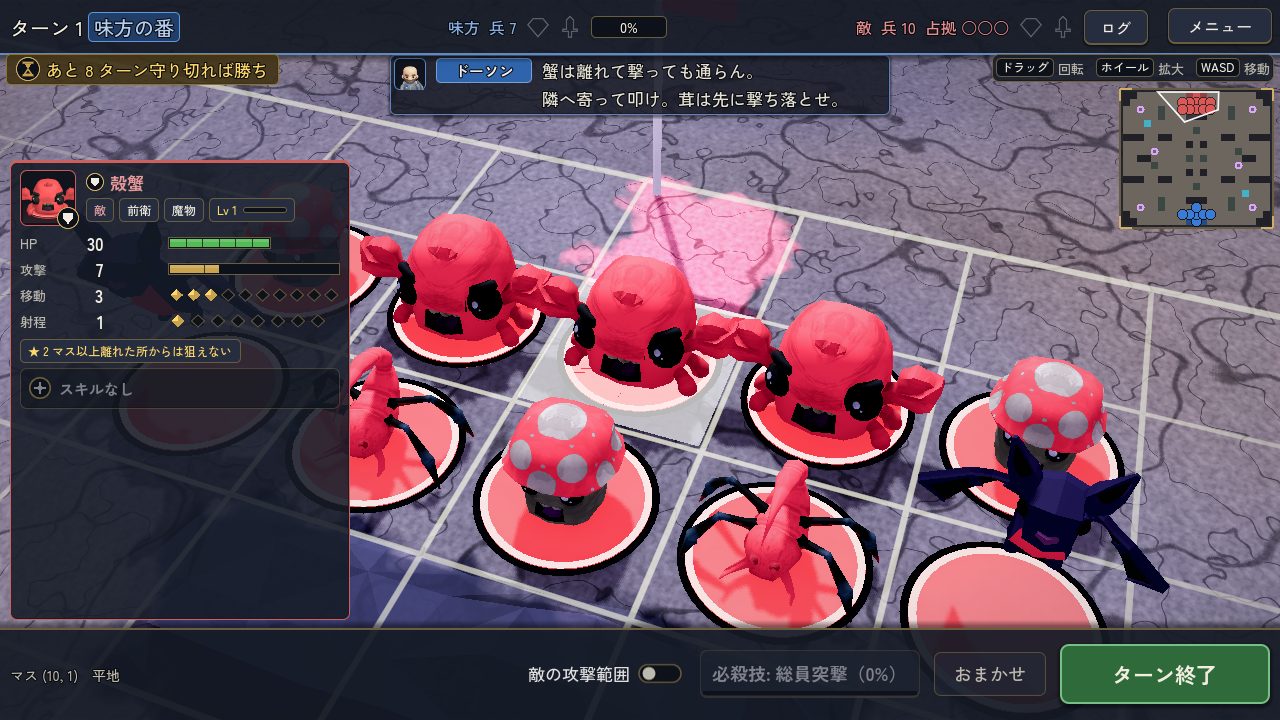 ターン 1 味方の番
味方 兵 7 0%
敵 兵 10 占拠 〇〇〇
ログ
メニュー
あと 8 ターン守り切れば勝ち
ドーソン
蟹は離れて撃っても通らん。
隣へ寄って叩け。茸は先に撃ち落とせ。
ドラッグ 回転 ホイール 拡大 WASD 移動
殻蟹
敵 前衛 魔物 Lv 1
HP 30
攻撃 7
移動 3
射程 1
★ 2 マス以上離れた所からは狙えない
スキルなし
マス (10, 1) 平地
敵の攻撃範囲
必殺技: 総員突撃 (0%)
おまかせ
ターン終了